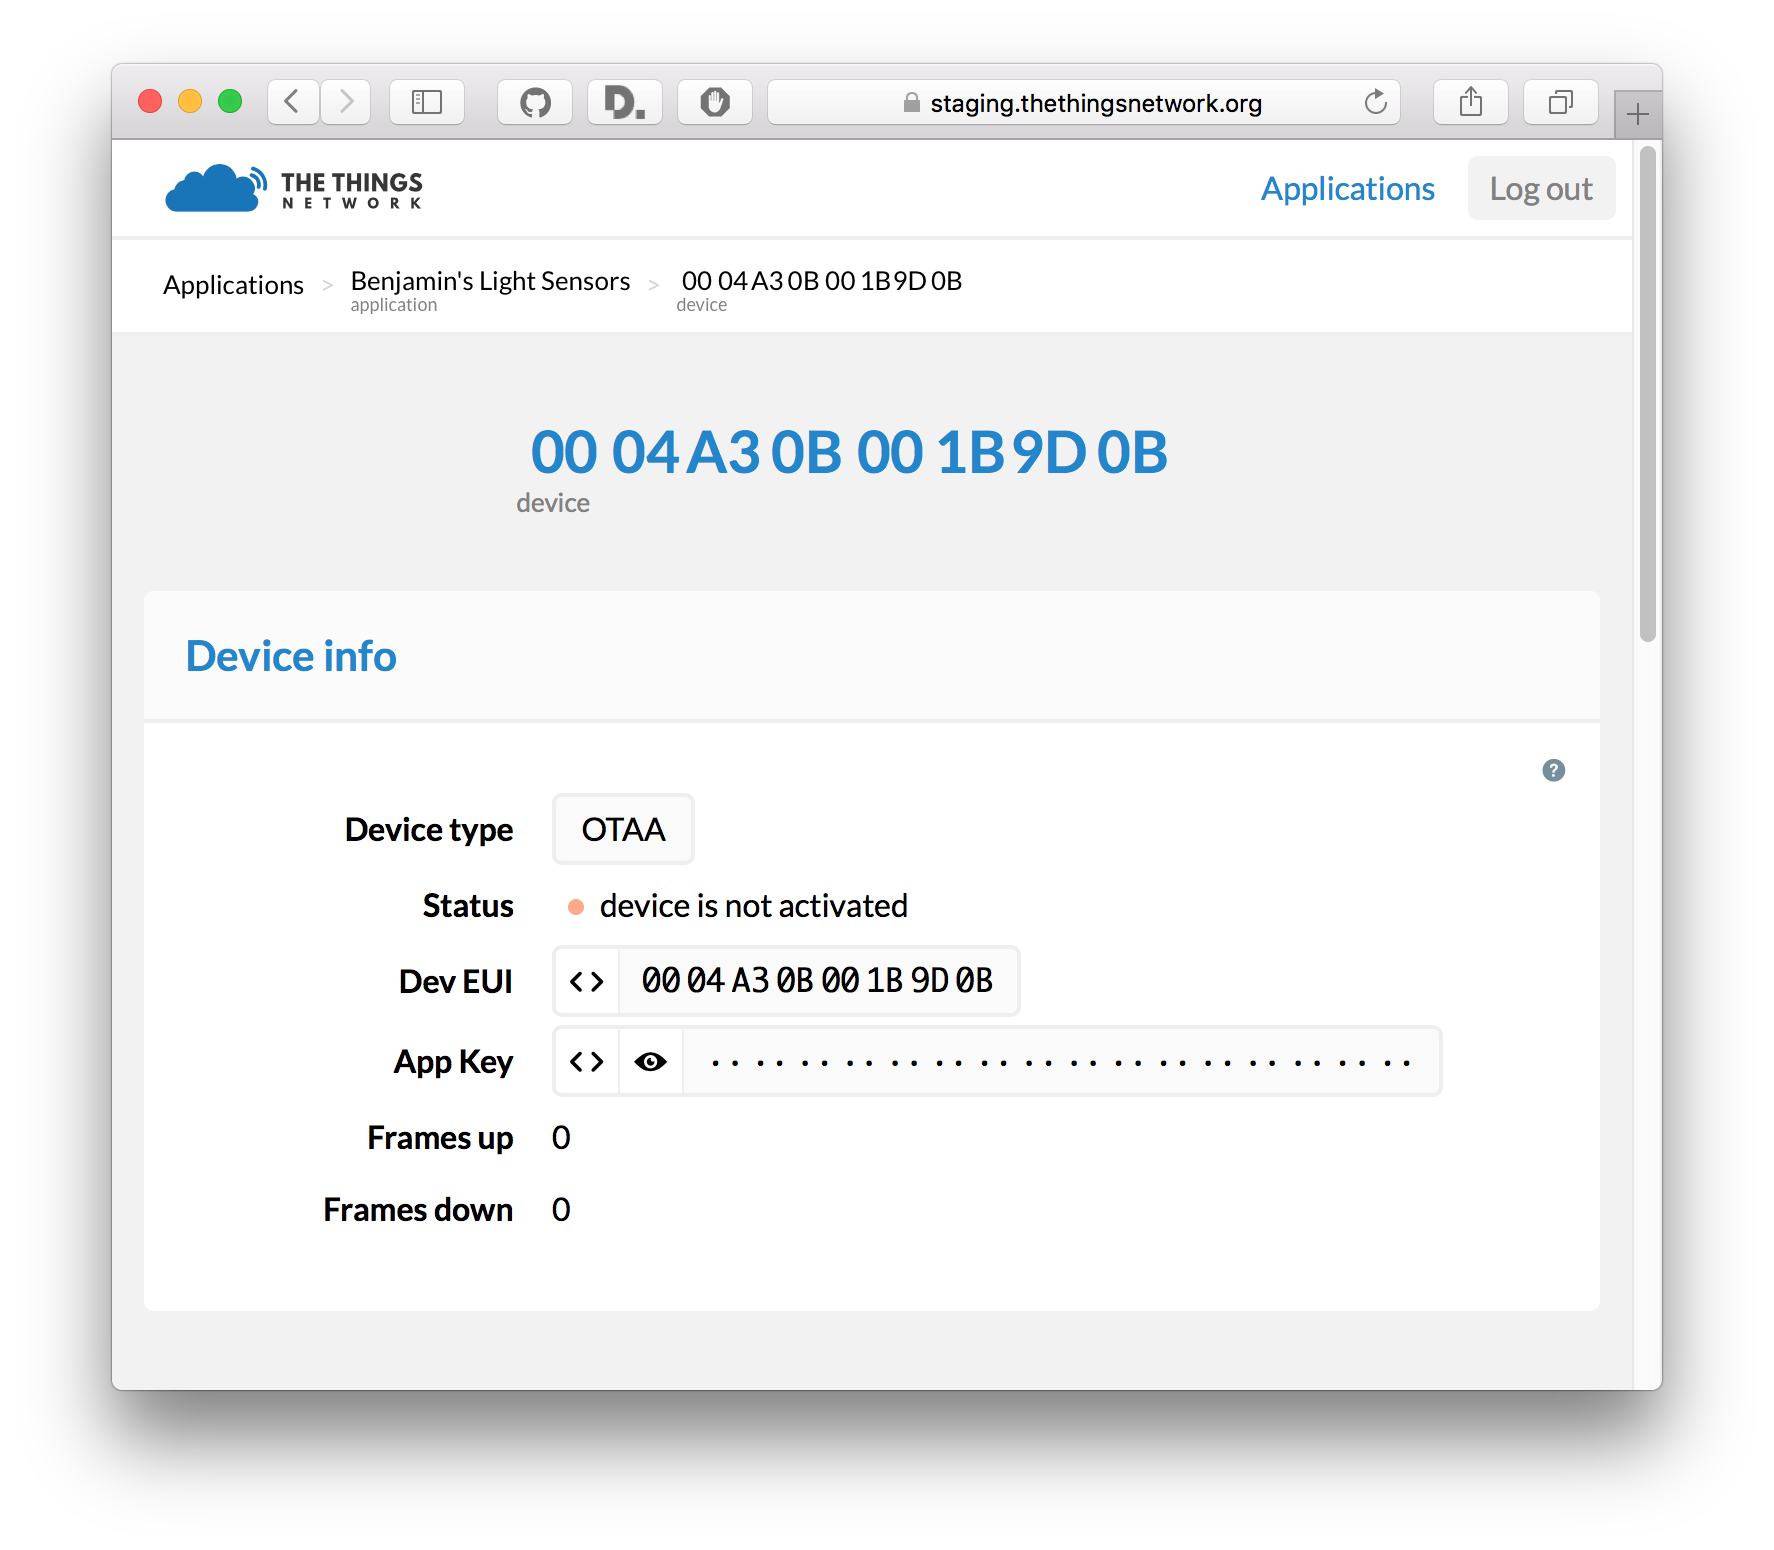 staging.thethingsnetwork.org
THE THINGS
NETWORK
Applications
Log out
Applications > Benjamin's Light Sensors > 00 04 A3 0B 00 1B 9D 0B
application device
00 04 A3 0B 00 1B 9D 0B
device
Device info
?
Device type OTAA
Status device is not activated
Dev EUI <> 00 04 A3 0B 00 1B 9D 0B
App Key <> ································
Frames up 0
Frames down 0